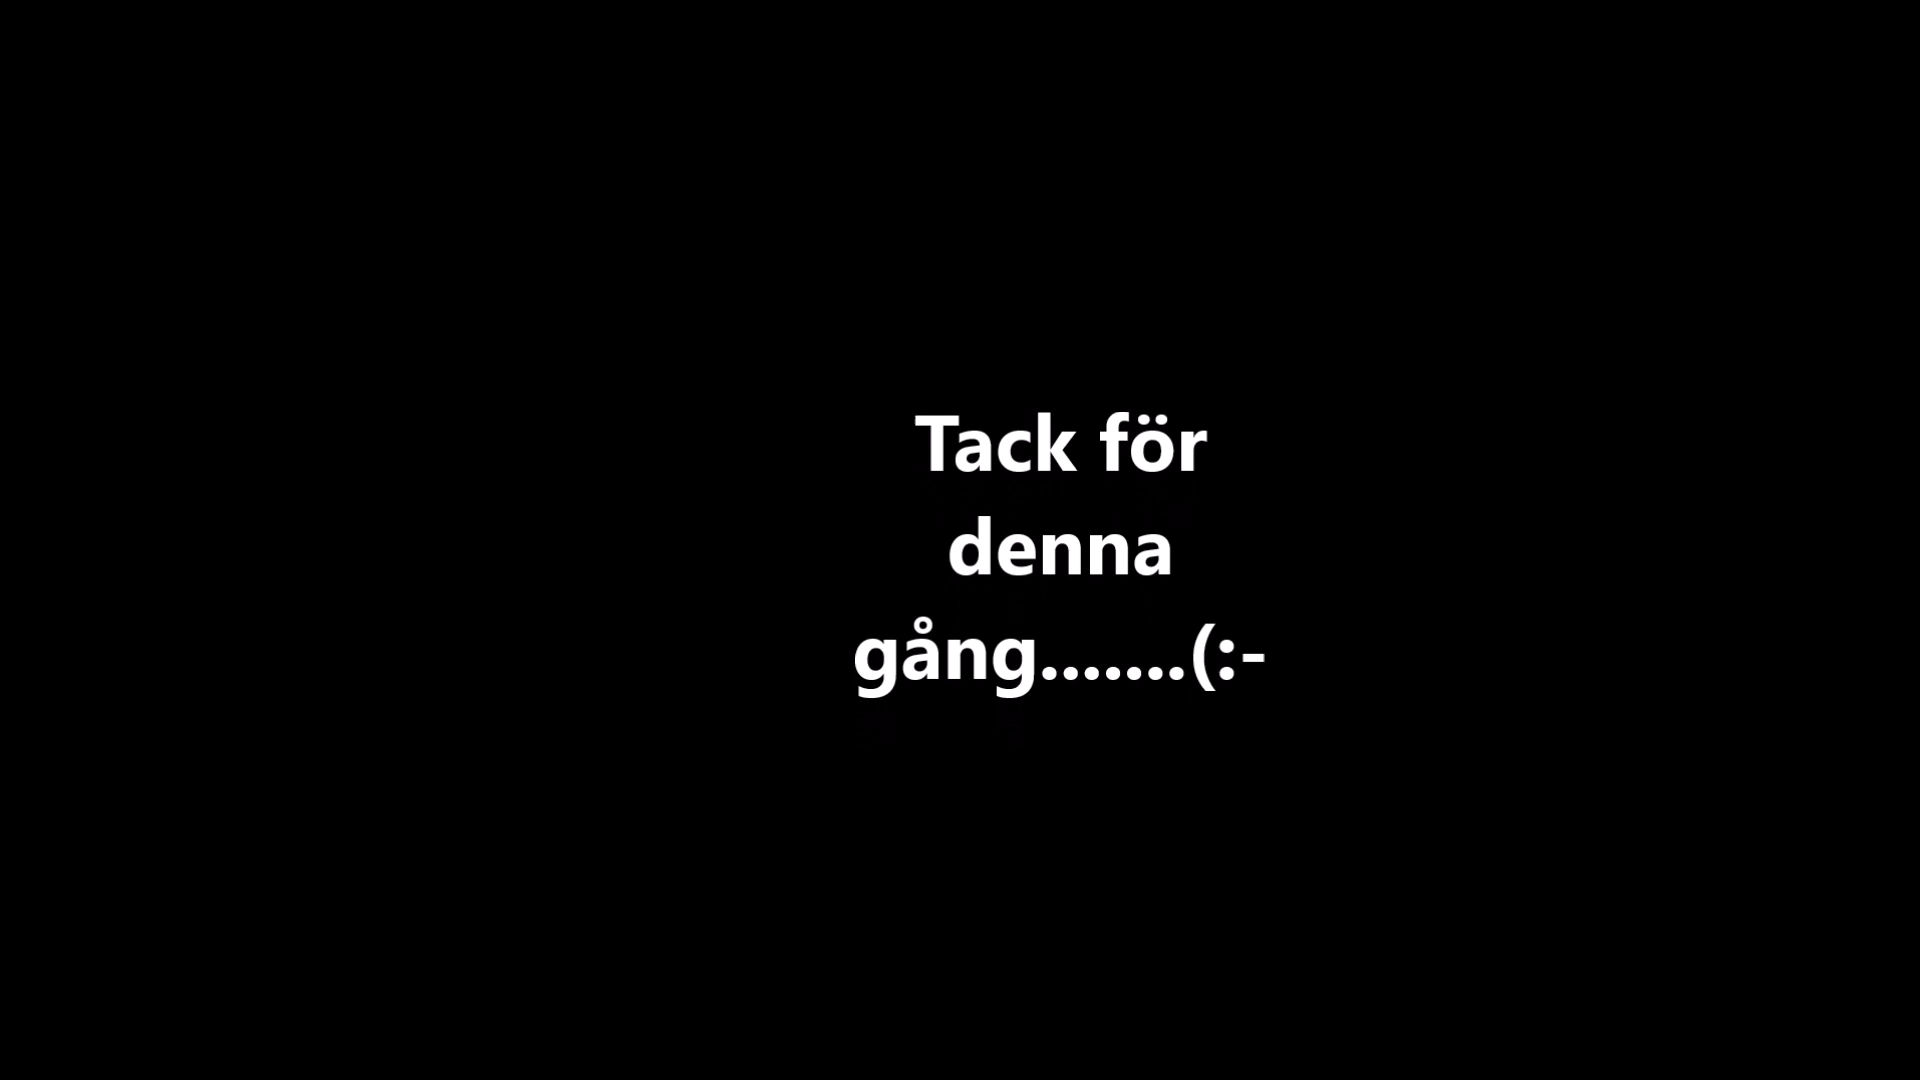 Tack för
denna
gång.......(:-